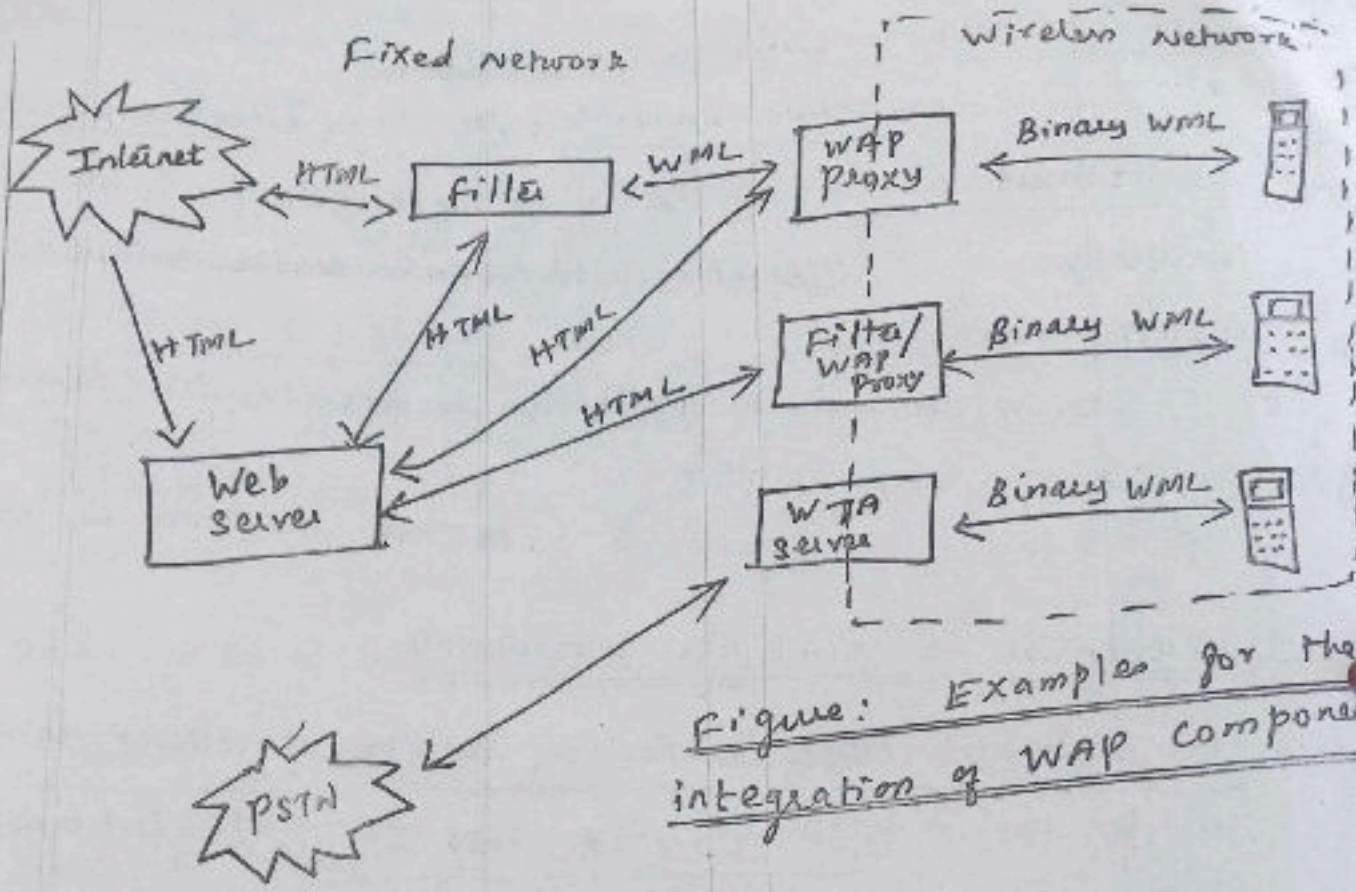 Fixed Network
Wireless Network
Internet
HTML
Filter
WML
WAP
Proxy
Binary WML
HTML
HTML
HTML
HTML
Filter/
WAP
Proxy
Binary WML
Web
Server
WTA
Server
Binary WML
PSTN
Figure: Examples for the
integration of WAP Compone